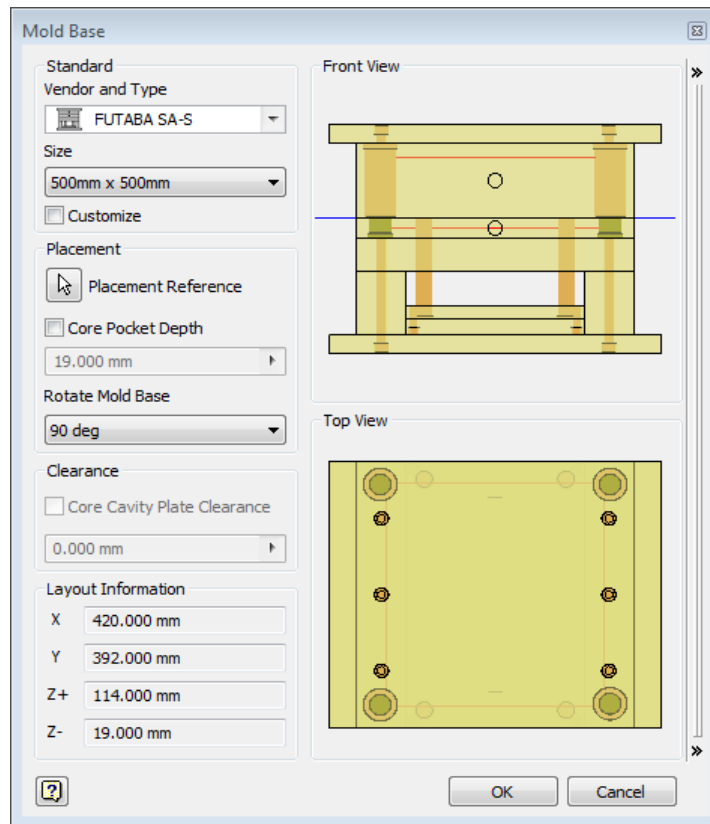 Mold Base
Standard
Vendor and Type
FUTABA SA-S
Size
500mm x 500mm
Customize
Placement
Placement Reference
Core Pocket Depth
19.000 mm
Rotate Mold Base
90 deg
Clearance
Core Cavity Plate Clearance
0.000 mm
Layout Information
X 420.000 mm
Y 392.000 mm
Z+ 114.000 mm
Z- 19.000 mm
Front View
Top View
OK Cancel